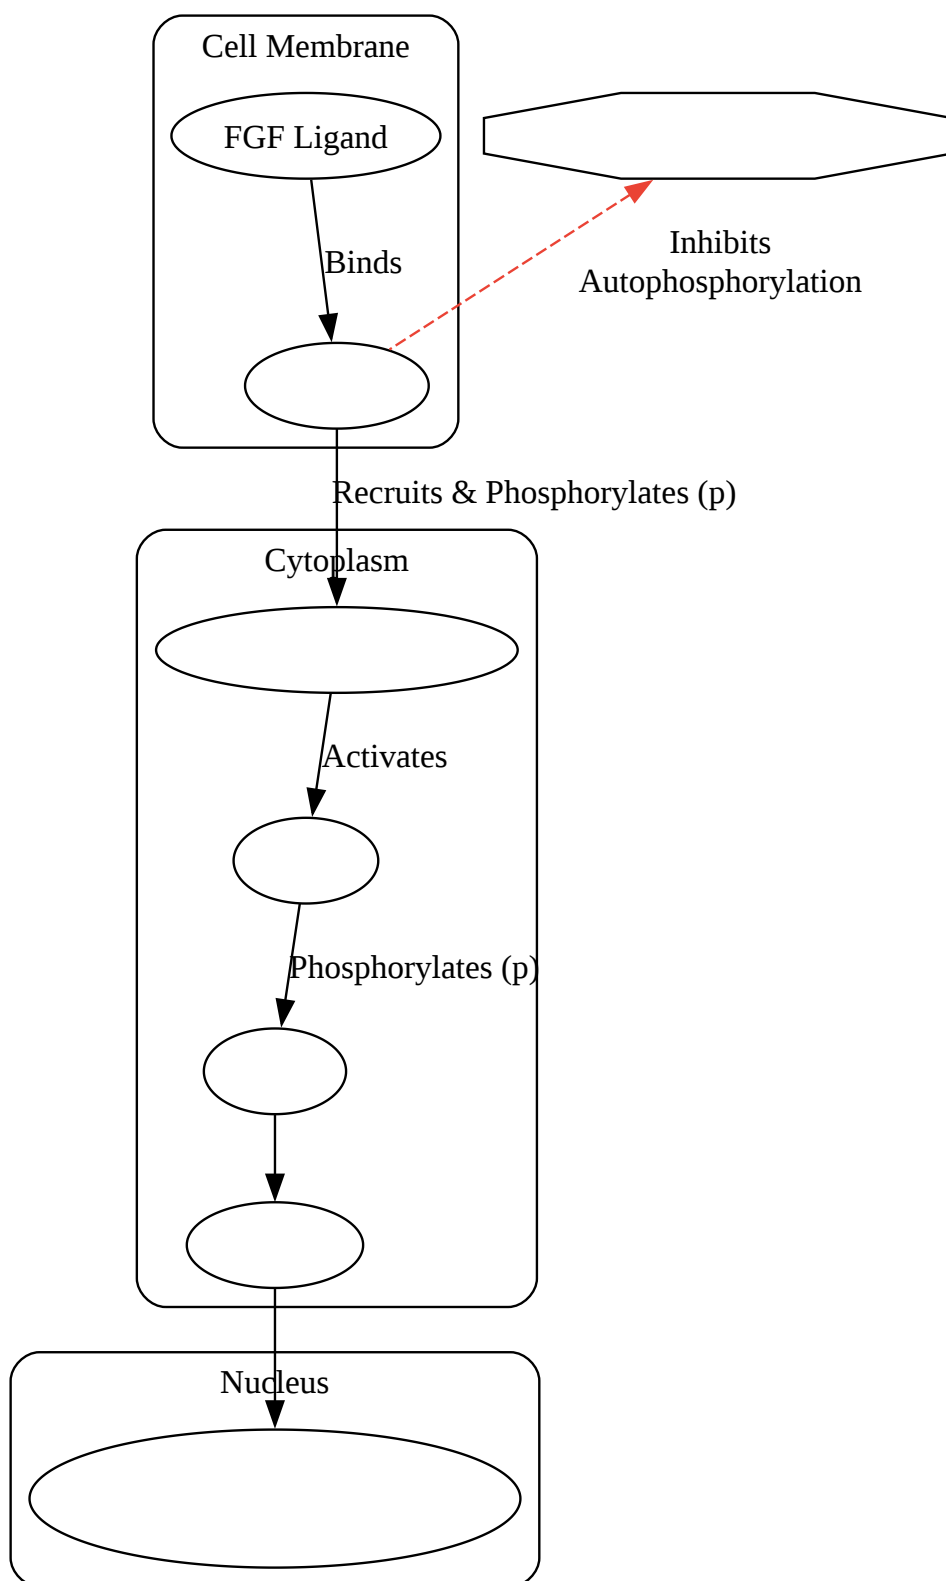 Cell Membrane
FGF Ligand
Binds
Inhibits
Autophosphorylation
Recruits & Phosphorylates (p)
Cytoplasm
Activates
Phosphorylates (p)
Nucleus